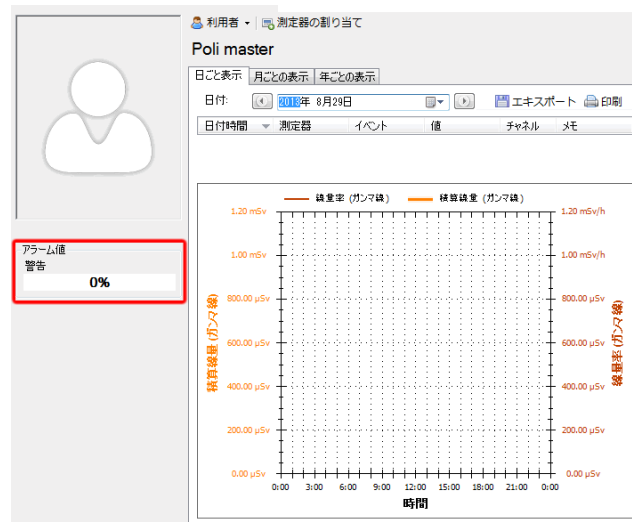 利用者 測定器の割り当て
Poli master
日ごと表示 月ごとの表示 年ごとの表示
日付: 2013年 8月29日 エキスポート 印刷
日付時間 測定器 イベント 値 チャネル メモ
線量率 (ガンマ線) 積算線量 (ガンマ線)
アラーム値
警告
0%
1.20 mSv 1.20 mSv/h
1.00 mSv 1.00 mSv/h
800.00 μSv 800.00 μSv/h
600.00 μSv 600.00 μSv/h
400.00 μSv 400.00 μSv/h
200.00 μSv 200.00 μSv/h
0.00 μSv 0.00 μSv/h
積算線量 (ガンマ線)
線量率 (ガンマ線)
0:00 3:00 6:00 9:00 12:00 15:00 18:00 21:00 0:00
時間